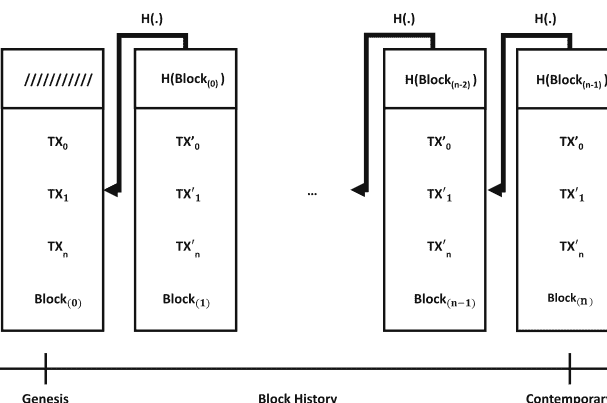 H(.) H(.) H(.)
/////////// H(Block(0)) H(Block(n-2)) H(Block(n-1))
TX0 TX'0 TX'0 TX'0
TX1 TX'1 ... TX'1 TX'1
TXn TX'n TX'n TX'n
Block(0) Block(1) Block(n−1) Block(n)
Genesis Block History Contemporary